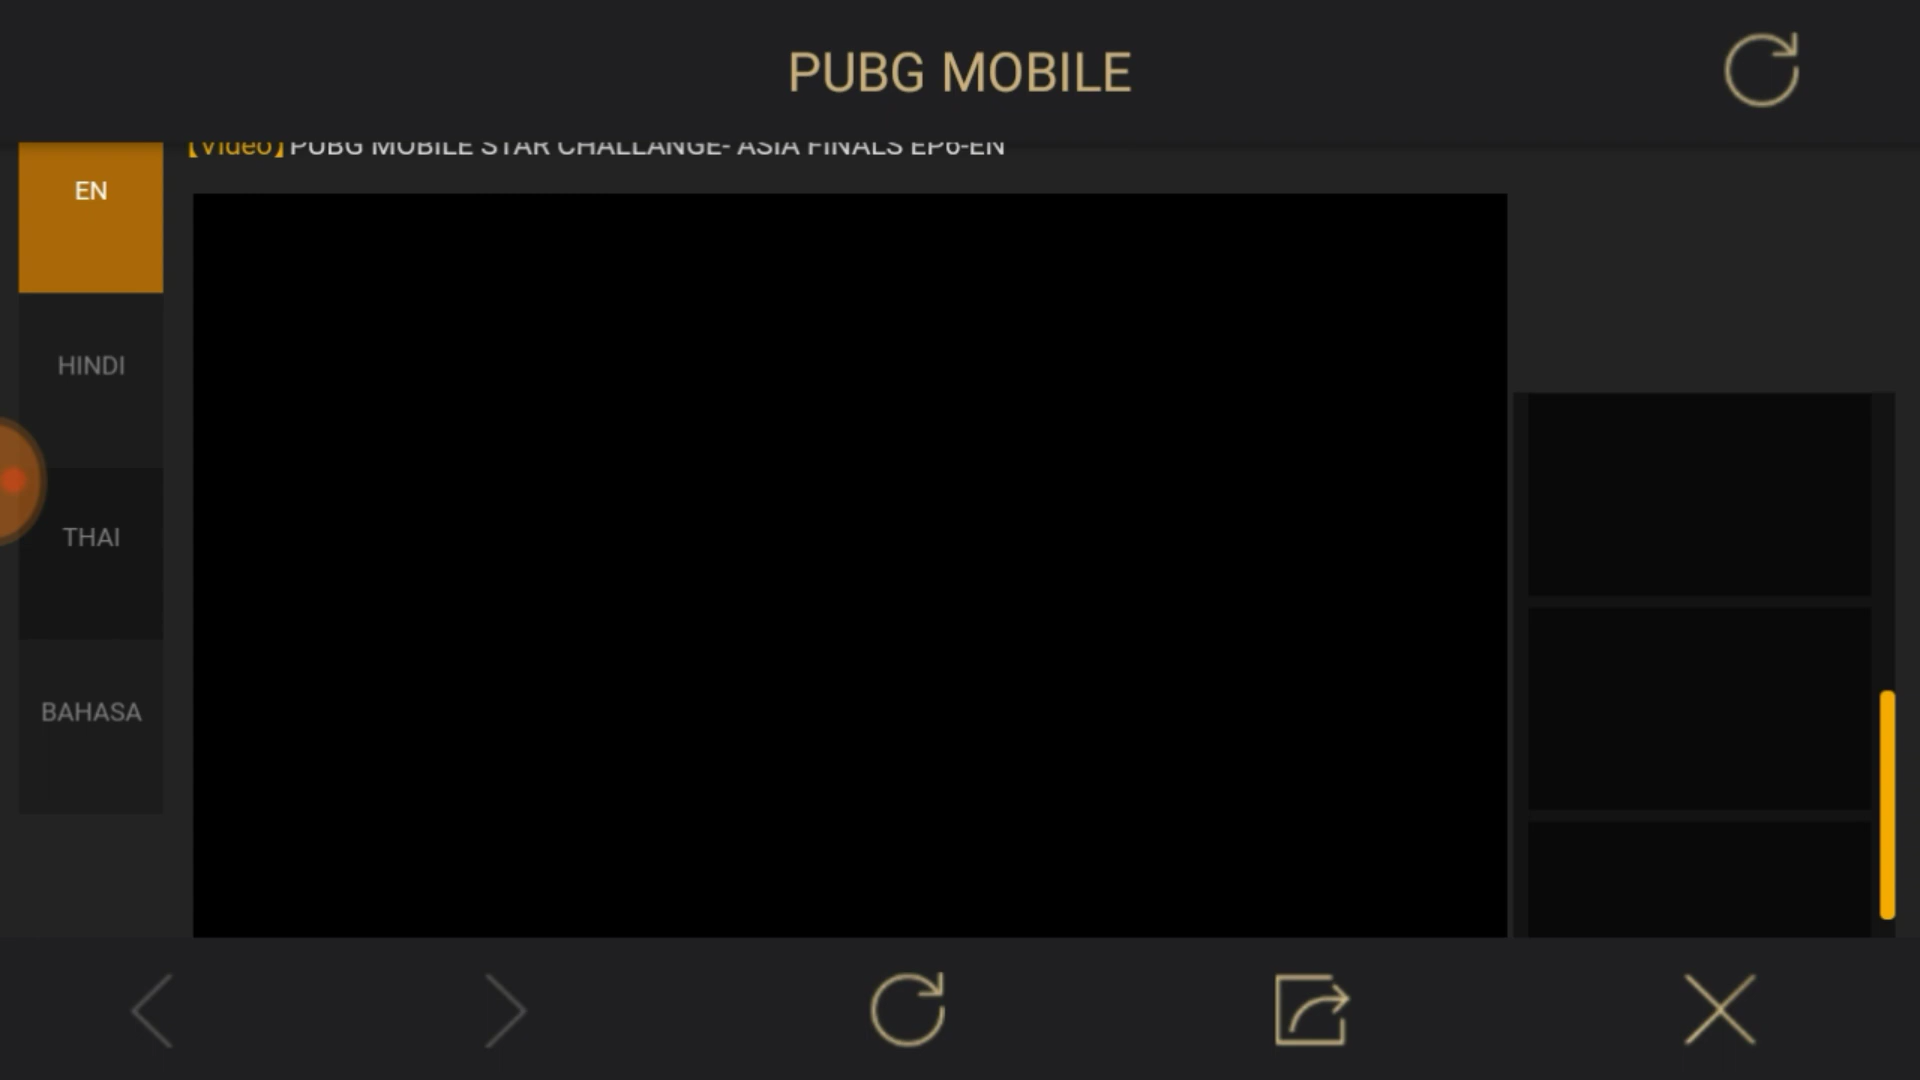 PUBG MOBILE
【Video】PUBG MOBILE STAR CHALLANGE- ASIA FINALS EP6-EN
EN
HINDI
THAI
BAHASA